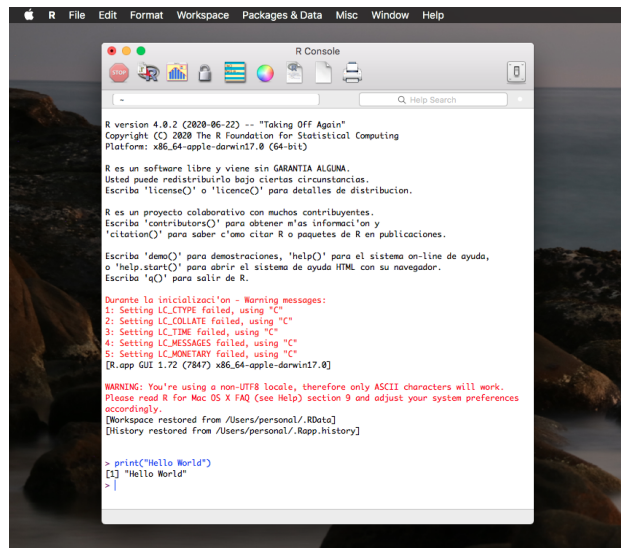 R File Edit Format Workspace Packages & Data Misc Window Help
R Console
STOP
~
Help Search
R version 4.0.2 (2020-06-22) -- "Taking Off Again"
Copyright (C) 2020 The R Foundation for Statistical Computing
Platform: x86_64-apple-darwin17.0 (64-bit)
R es un software libre y viene sin GARANTIA ALGUNA.
Usted puede redistribuirlo bajo ciertas circunstancias.
Escriba 'license()' o 'licence()' para detalles de distribucion.
R es un proyecto colaborativo con muchos contribuyentes.
Escriba 'contributors()' para obtener m'as informaci'on y
'citation()' para saber c'omo citar R o paquetes de R en publicaciones.
Escriba 'demo()' para demostraciones, 'help()' para el sistema on-line de ayuda,
o 'help.start()' para abrir el sistema de ayuda HTML con su navegador.
Escriba 'q()' para salir de R.
Durante la inicializaci'on - Warning messages:
1: Setting LC_CTYPE failed, using "C"
2: Setting LC_COLLATE failed, using "C"
3: Setting LC_TIME failed, using "C"
4: Setting LC_MESSAGES failed, using "C"
5: Setting LC_MONETARY failed, using "C"
[R.app GUI 1.72 (7847) x86_64-apple-darwin17.0]
WARNING: You're using a non-UTF8 locale, therefore only ASCII characters will work.
Please read R for Mac OS X FAQ (see Help) section 9 and adjust your system preferences
accordingly.
[Workspace restored from /Users/personal/.RData]
[History restored from /Users/personal/.Rapp.history]
> print("Hello World")
[1] "Hello World"
>